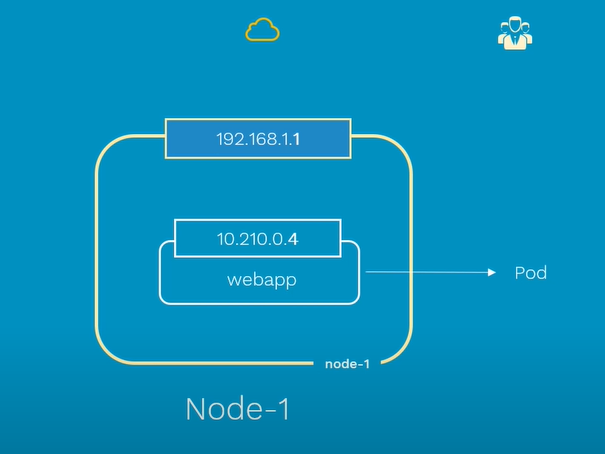 192.168.1.1
10.210.0.4
webapp
Pod
node-1
Node-1